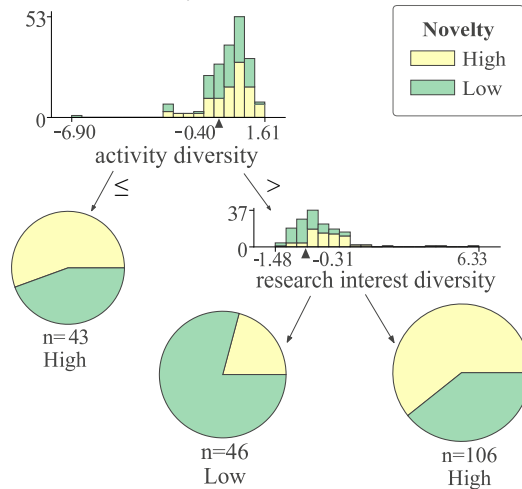 53
0
-6.90
-0.40
1.61
activity diversity
Novelty
High
Low
≤
>
37
0
-1.48
-0.31
6.33
research interest diversity
n=43
High
n=46
Low
n=106
High